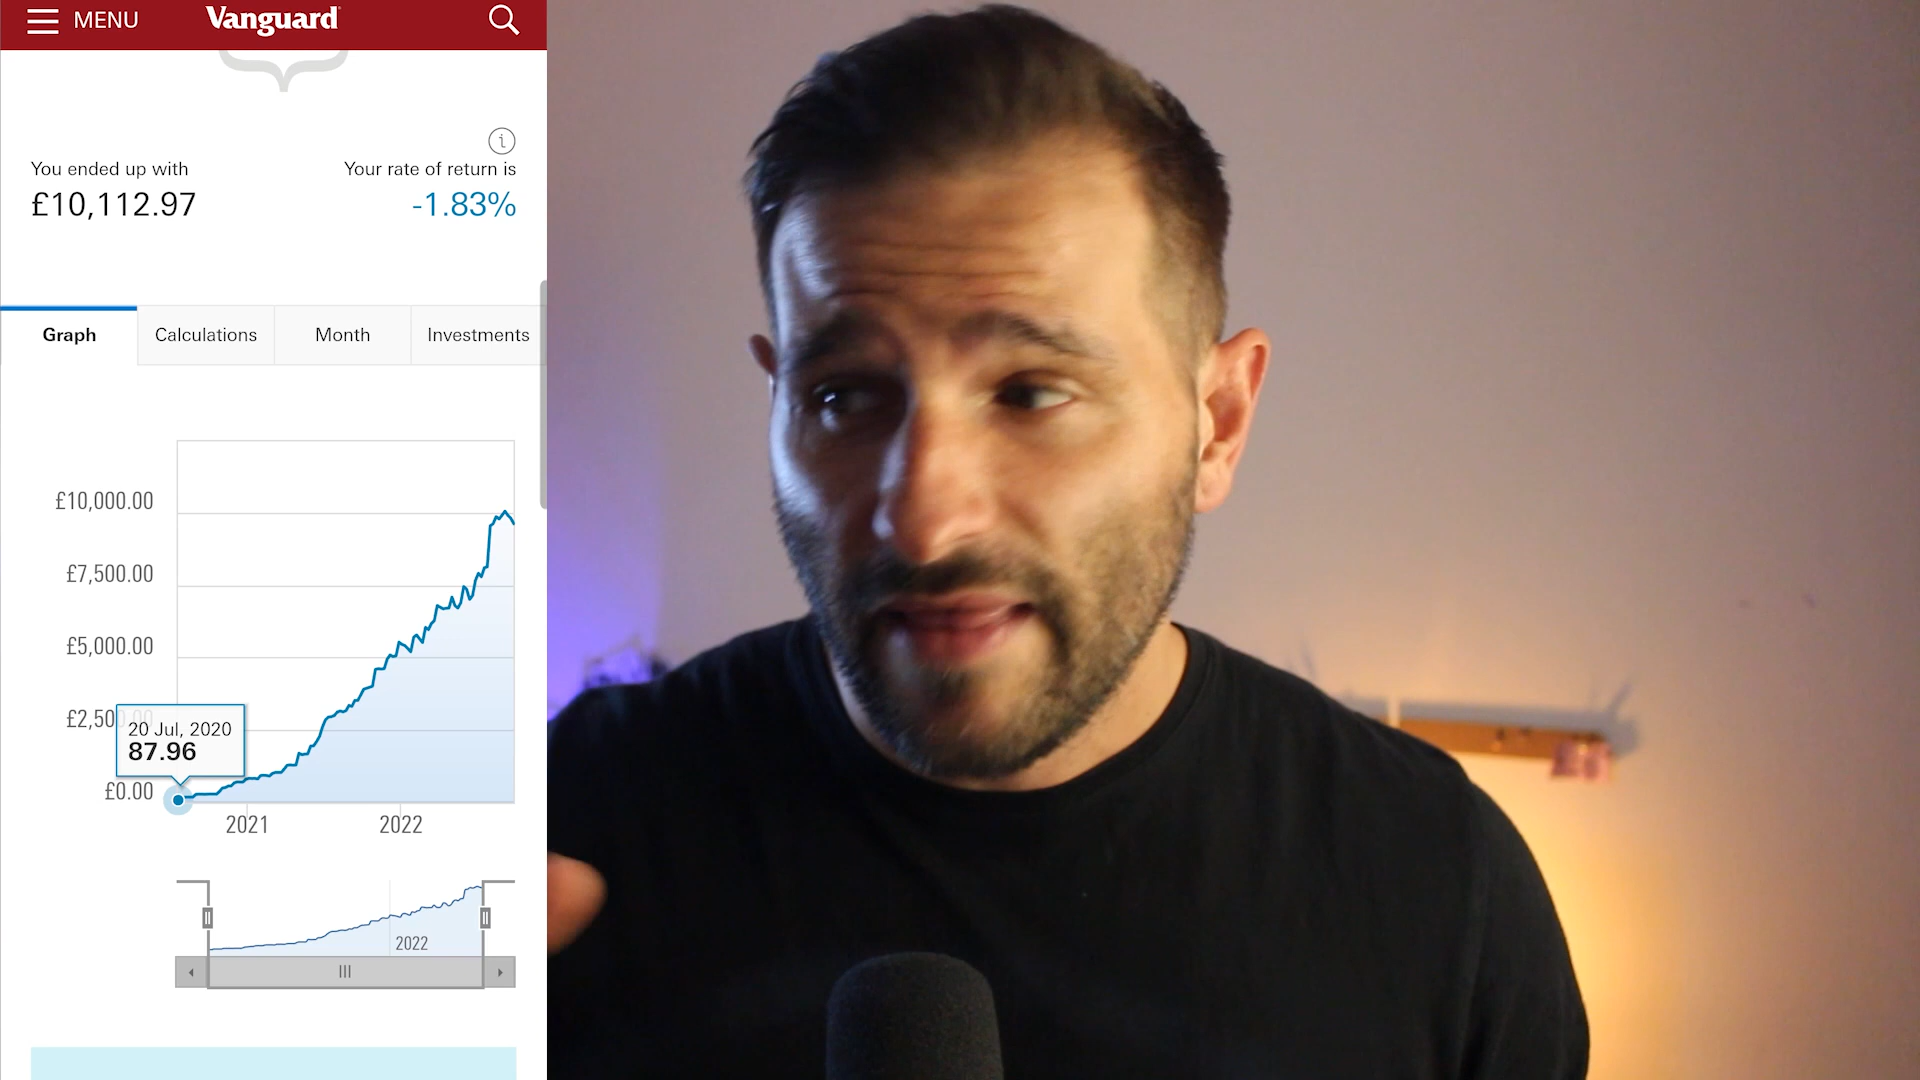 MENU
Vanguard
You ended up with
£10,112.97
Your rate of return is
-1.83%
Graph
Calculations
Month
Investments
£10,000.00
£7,500.00
£5,000.00
£2,500.00
20 Jul, 2020
87.96
£0.00
2021
2022
2022